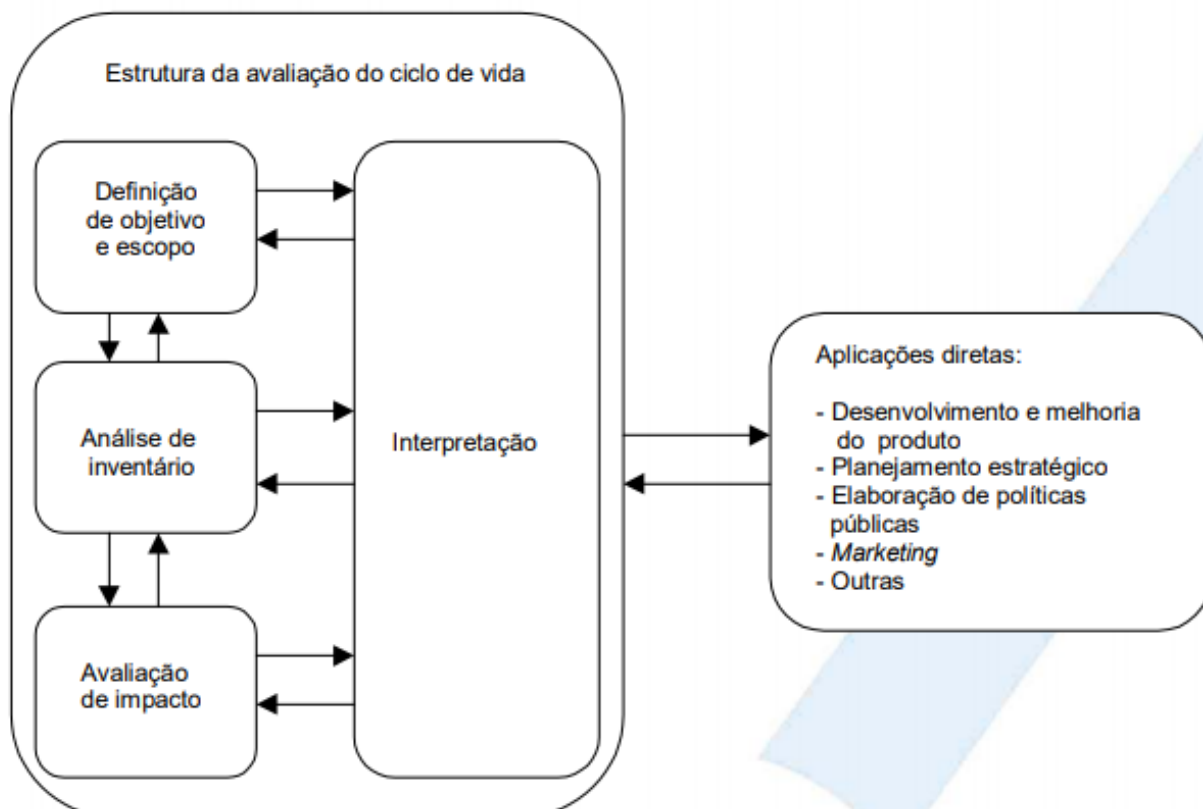 Estrutura da avaliação do ciclo de vida
Definição
de objetivo
e escopo
Análise de
inventário
Avaliação
de impacto
Interpretação
Aplicações diretas:
- Desenvolvimento e melhoria
do produto
- Planejamento estratégico
- Elaboração de políticas
públicas
- Marketing
- Outras